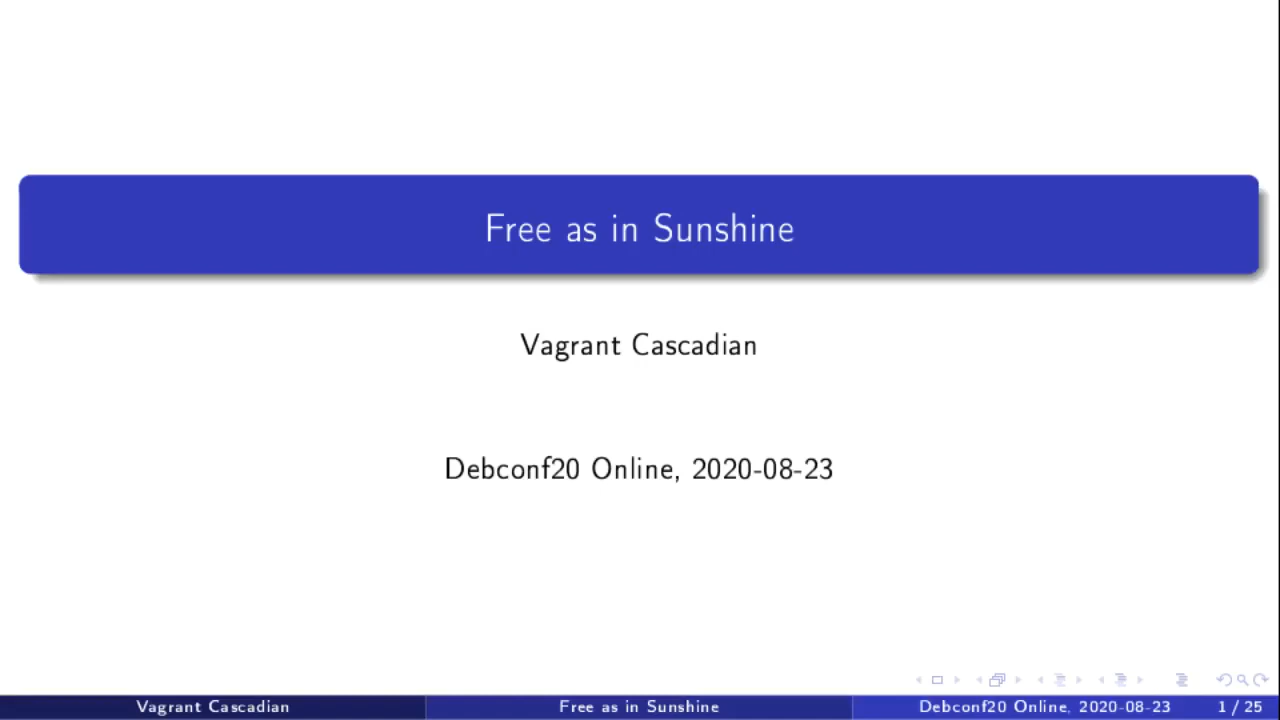 Free as in Sunshine
Vagrant Cascadian
Debconf20 Online, 2020-08-23
Vagrant Cascadian Free as in Sunshine Debconf20 Online, 2020-08-23 1 / 25